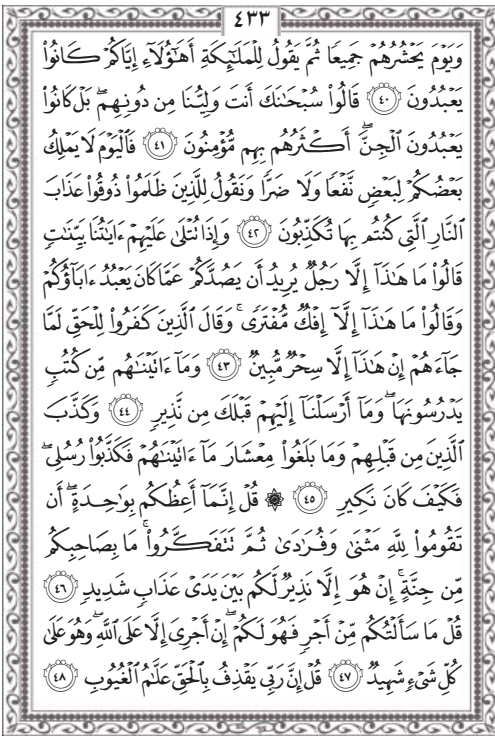 ٤٣٣
وَيَوْمَ يَحْشُرُهُمْ جَمِيعًا ثُمَّ يَقُولُ لِلْمَلَٰٓئِكَةِ أَهَٰٓؤُلَآءِ إِيَّاكُمْ كَانُوا۟
يَعْبُدُونَ ﴿٤٠﴾ قَالُوا۟ سُبْحَٰنَكَ أَنتَ وَلِيُّنَا مِن دُونِهِم ۖ بَلْ كَانُوا۟
يَعْبُدُونَ ٱلْجِنَّ ۖ أَكْثَرُهُم بِهِم مُّؤْمِنُونَ ﴿٤١﴾ فَٱلْيَوْمَ لَا يَمْلِكُ
بَعْضُكُمْ لِبَعْضٍ نَّفْعًا وَلَا ضَرًّا وَنَقُولُ لِلَّذِينَ ظَلَمُوا۟ ذُوقُوا۟ عَذَابَ
ٱلنَّارِ ٱلَّتِى كُنتُم بِهَا تُكَذِّبُونَ ﴿٤٢﴾ وَإِذَا تُتْلَىٰ عَلَيْهِمْ ءَايَٰتُنَا بَيِّنَٰتٍ
قَالُوا۟ مَا هَٰذَآ إِلَّا رَجُلٌ يُرِيدُ أَن يَصُدَّكُمْ عَمَّا كَانَ يَعْبُدُ ءَابَآؤُكُمْ
وَقَالُوا۟ مَا هَٰذَآ إِلَّآ إِفْكٌ مُّفْتَرًى ۚ وَقَالَ ٱلَّذِينَ كَفَرُوا۟ لِلْحَقِّ لَمَّا
جَآءَهُمْ إِنْ هَٰذَآ إِلَّا سِحْرٌ مُّبِينٌ ﴿٤٣﴾ وَمَآ ءَاتَيْنَٰهُم مِّن كُتُبٍ
يَدْرُسُونَهَا ۖ وَمَآ أَرْسَلْنَآ إِلَيْهِمْ قَبْلَكَ مِن نَّذِيرٍ ﴿٤٤﴾ وَكَذَّبَ
ٱلَّذِينَ مِن قَبْلِهِمْ وَمَا بَلَغُوا۟ مِعْشَارَ مَآ ءَاتَيْنَٰهُمْ فَكَذَّبُوا۟ رُسُلِى ۖ
فَكَيْفَ كَانَ نَكِيرِ ﴿٤٥﴾ ۞ قُلْ إِنَّمَآ أَعِظُكُم بِوَٰحِدَةٍ ۖ أَن
تَقُومُوا۟ لِلَّهِ مَثْنَىٰ وَفُرَٰدَىٰ ثُمَّ تَتَفَكَّرُوا۟ ۚ مَا بِصَاحِبِكُم
مِّن جِنَّةٍ ۚ إِنْ هُوَ إِلَّا نَذِيرٌ لَّكُم بَيْنَ يَدَىْ عَذَابٍ شَدِيدٍ ﴿٤٦﴾
قُلْ مَا سَأَلْتُكُم مِّنْ أَجْرٍ فَهُوَ لَكُمْ ۖ إِنْ أَجْرِىَ إِلَّا عَلَى ٱللَّهِ ۖ وَهُوَ عَلَىٰ
كُلِّ شَىْءٍ شَهِيدٌ ﴿٤٧﴾ قُلْ إِنَّ رَبِّى يَقْذِفُ بِٱلْحَقِّ عَلَّٰمُ ٱلْغُيُوبِ ﴿٤٨﴾